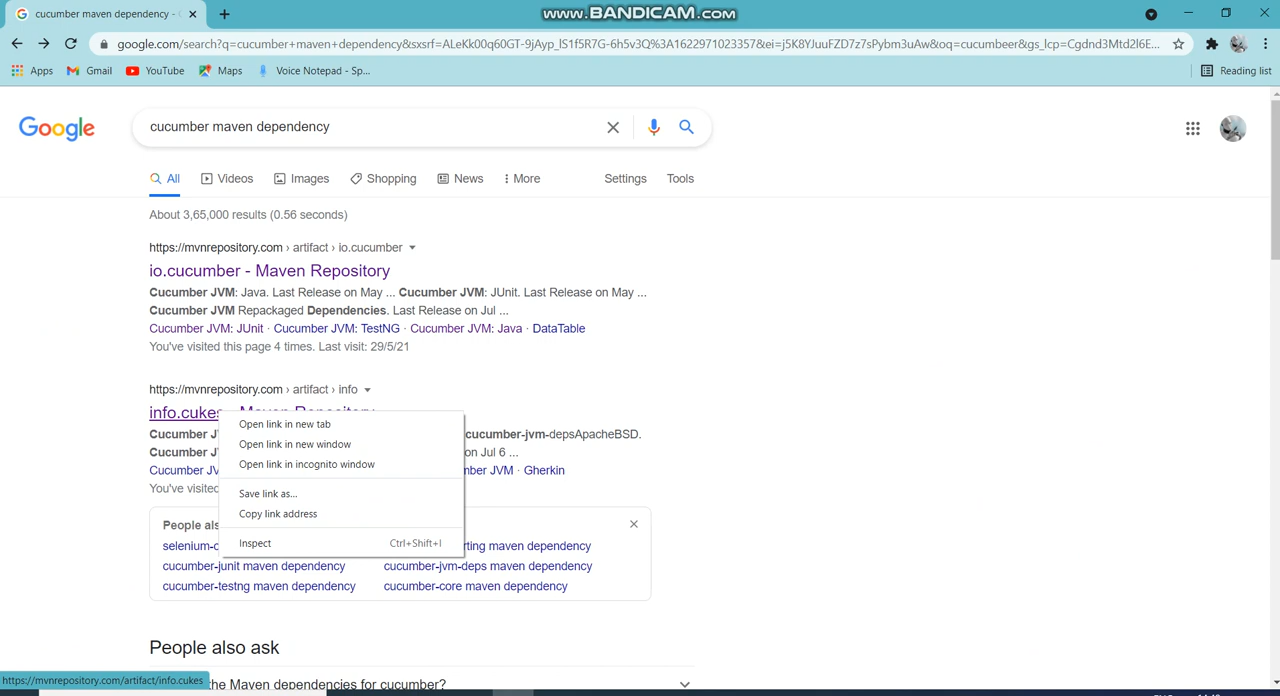 cucumber maven dependency -
www.BANDICAM.com
google.com/search?q=cucumber+maven+dependency&sxsrf=ALeKk00q60GT-9jAyp_IS1f5R7G-6h5v3Q%3A1622971023357&ei=j5K8YJuuFZD7z7sPybm3uAw&oq=cucumbeer&gs_lcp=Cgdnd3Mtd2l6E...
Apps Gmail YouTube Maps Voice Notepad - Sp... Reading list
Google
cucumber maven dependency
All Videos Images Shopping News More Settings Tools
About 3,65,000 results (0.56 seconds)
https://mvnrepository.com › artifact › io.cucumber
io.cucumber - Maven Repository
Cucumber JVM: Java. Last Release on May ... Cucumber JVM: JUnit. Last Release on May ...
Cucumber JVM Repackaged Dependencies. Last Release on Jul ...
Cucumber JVM: JUnit · Cucumber JVM: TestNG · Cucumber JVM: Java · DataTable
You've visited this page 4 times. Last visit: 29/5/21
https://mvnrepository.com › artifact › info
info.cukes - Maven Repository
Cucumber J cucumber-jvm-depsApacheBSD.
Cucumber J on Jul 6 ...
Cucumber JV mber JVM · Gherkin
You've visited
Open link in new tab
Open link in new window
Open link in incognito window
Save link as...
Copy link address
Inspect Ctrl+Shift+I
People als
selenium-c rting maven dependency
cucumber-junit maven dependency cucumber-jvm-deps maven dependency
cucumber-testng maven dependency cucumber-core maven dependency
People also ask
the Maven dependencies for cucumber?
https://mvnrepository.com/artifact/info.cukes